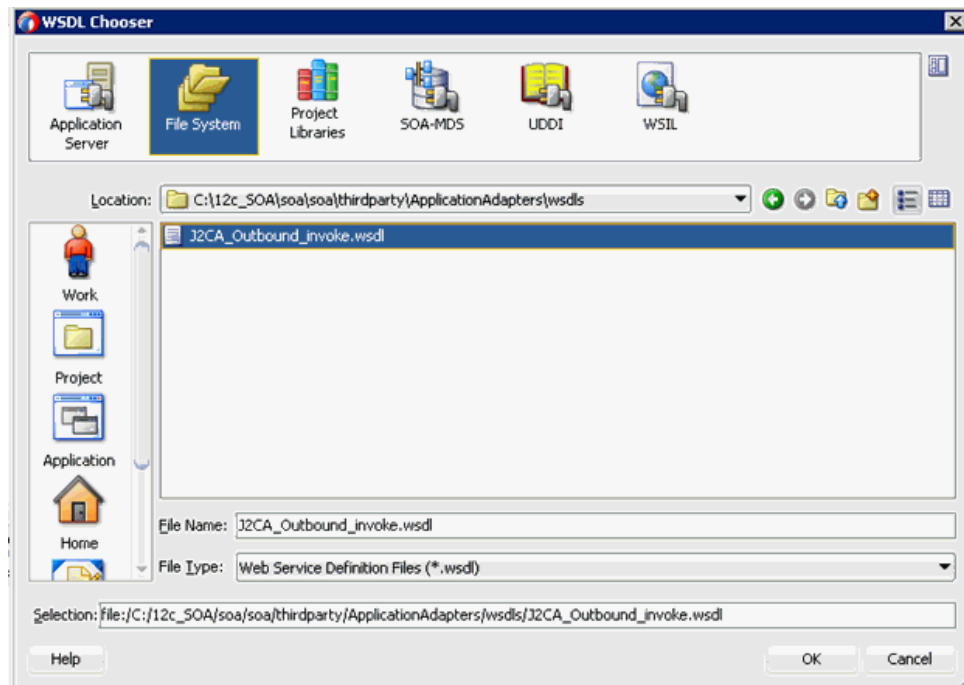 WSDL Chooser
Application Server
File System
Project Libraries
SOA-MDS
UDDI
WSIL
Location: C:\12c_SOA\soa\soa\thirdparty\ApplicationAdapters\wsdls
J2CA_Outbound_invoke.wsdl
Work
Project
Application
Home
File Name: J2CA_Outbound_invoke.wsdl
File Type: Web Service Definition Files (*.wsdl)
Selection: file:/C:/12c_SOA/soa/soa/thirdparty/ApplicationAdapters/wsdls/J2CA_Outbound_invoke.wsdl
Help
OK
Cancel